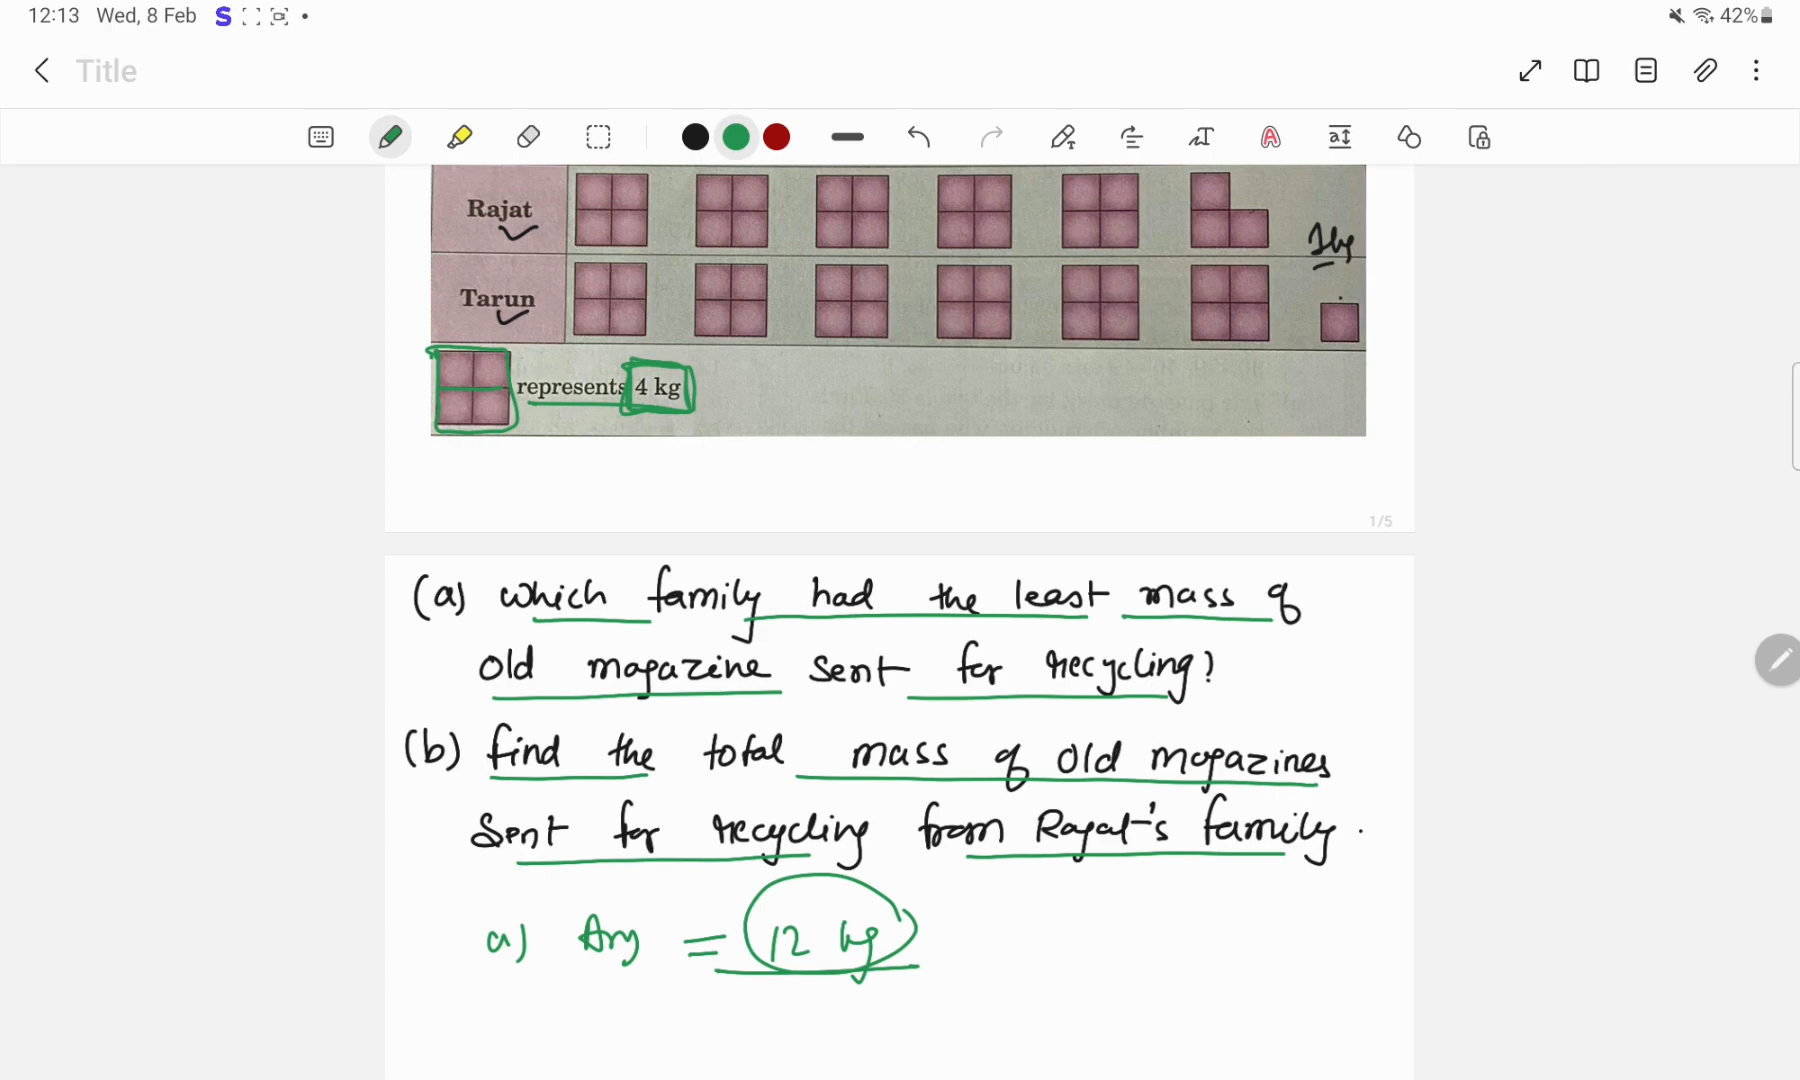 12:13 Wed, 8 Feb
42%
Title
Rajat
1kg
Tarun
represents 4 kg
1/5
(a) which family had the least mass of
old magazine sent for recycling?
(b) find the total mass of old magazines
sent for recycling from Rajat's family.
a) Ans = 12 kg